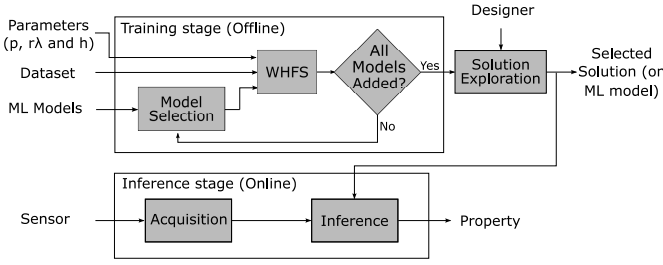 Designer
Parameters
(p, rλ and h)
Training stage (Offline)
Dataset
ML Models
Model
Selection
WHFS
All
Models
Added?
Yes
No
Solution
Exploration
Selected
Solution (on
ML model)
Inference stage (Online)
Sensor
Acquisition
Inference
Property